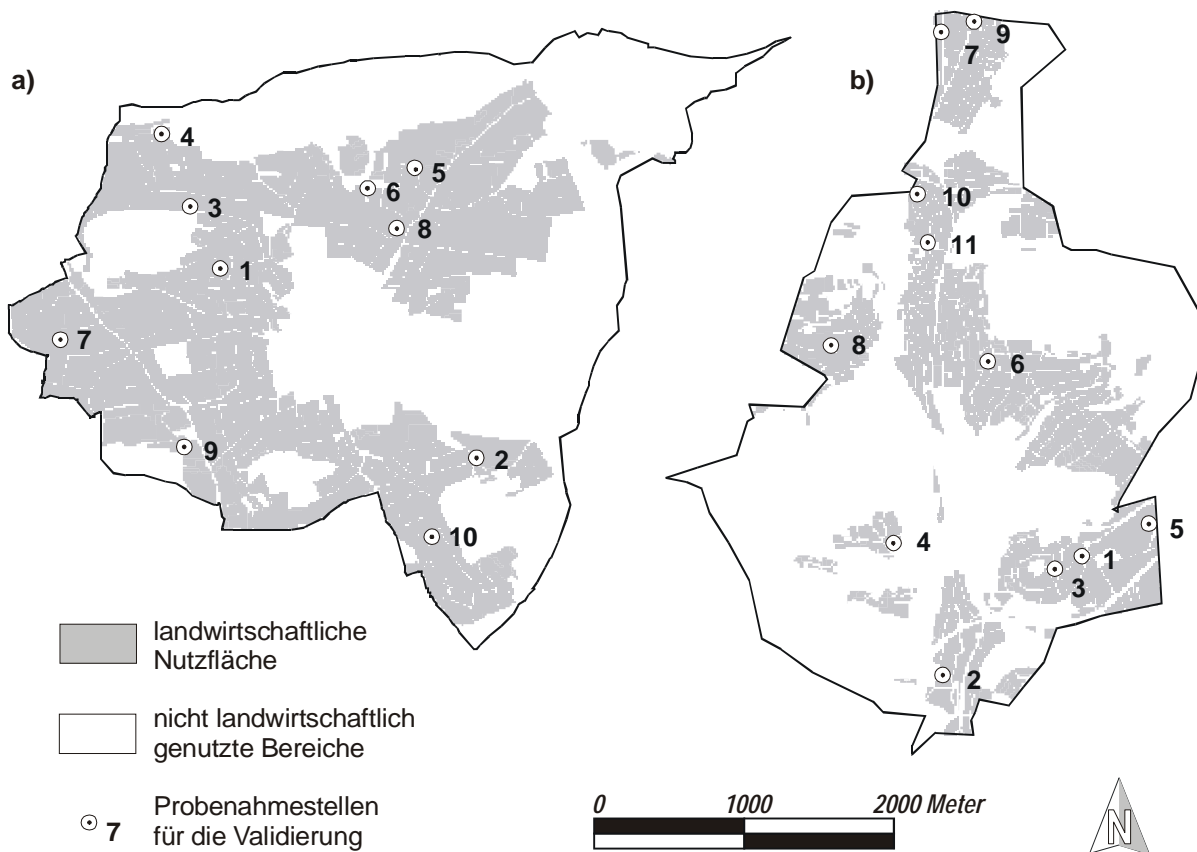 a)
4
5
6
3
8
1
7
9
2
10
b)
9
7
10
11
8
6
5
4
1
3
2
landwirtschaftliche
Nutzfläche
nicht landwirtschaftlich
genutzte Bereiche
7
Probenahmestellen
für die Validierung
0 1000 2000 Meter
N